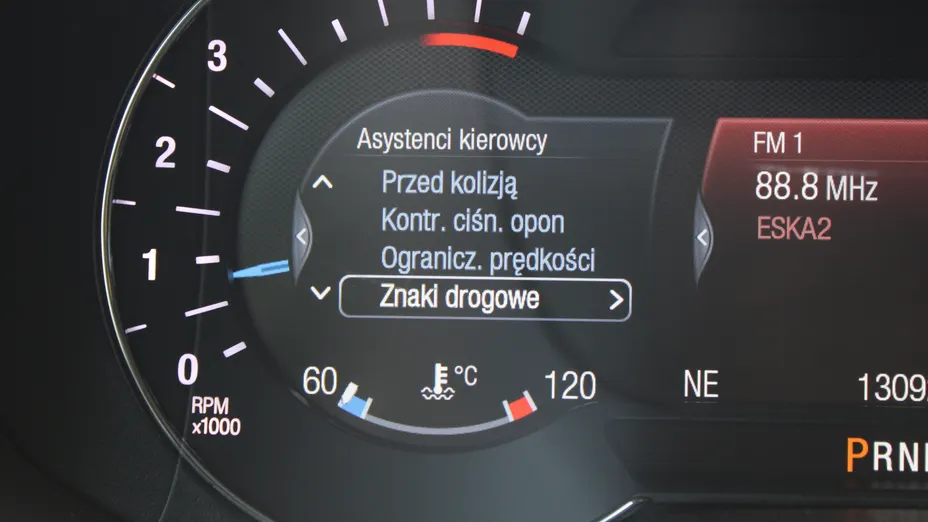 3
2
1
0
RPM
x1000
Asystenci kierowcy
Przed kolizją
Kontr. ciśn. opon
Ogranicz. prędkości
Znaki drogowe
60
°C
120
FM 1
88.8 MHz
ESKA2
NE
1309
PRN